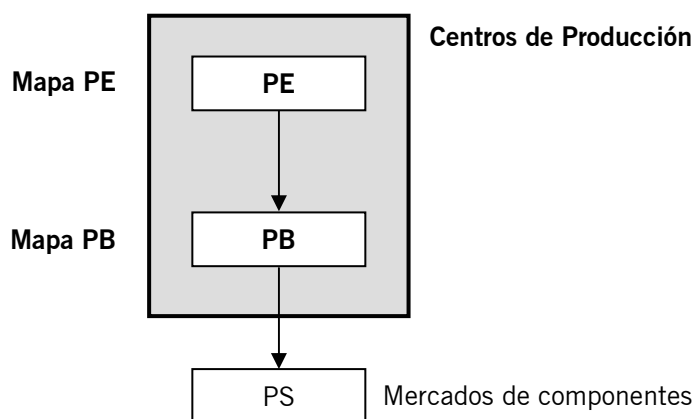 Centros de Producción
Mapa PE
PE
Mapa PB
PB
PS
Mercados de componentes